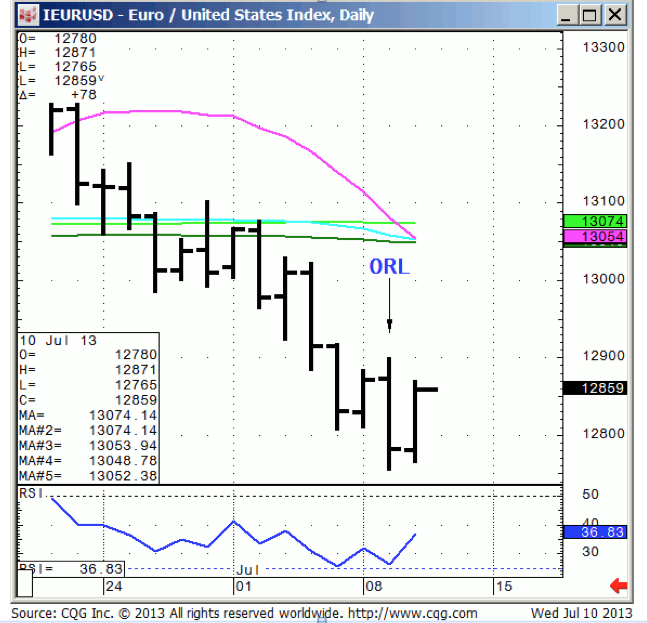 IEURUSD - Euro / United States Index, Daily
O= 12780
H= 12871
L= 12765
L= 12859v
Δ= +78
13300
13200
13100
13074
13054
13000
ORL
12900
12859
12800
10 Jul 13
O= 12780
H= 12871
L= 12765
C= 12859
MA= 13074.14
MA#2= 13074.14
MA#3= 13053.94
MA#4= 13048.78
MA#5= 13052.38
RSI
50
40
36.83
30
RSI= 36.83
Jul
24
01
08
15
Source: CQG Inc. © 2013 All rights reserved worldwide. http://www.cqg.com
Wed Jul 10 2013